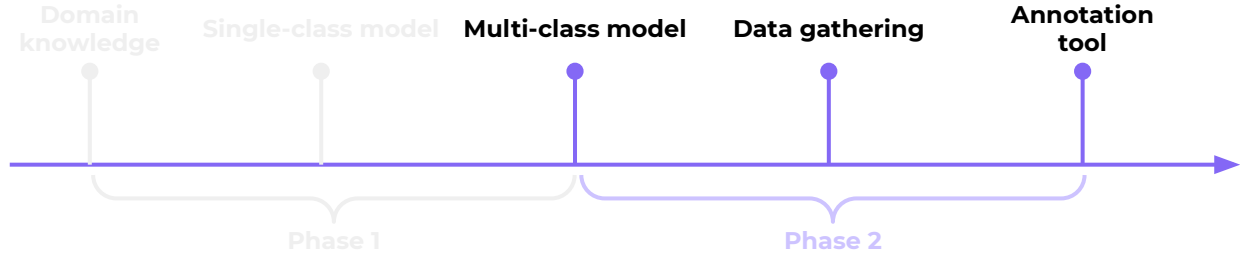 Domain
knowledge
Single-class model
Multi-class model
Data gathering
Annotation
tool
Phase 1
Phase 2